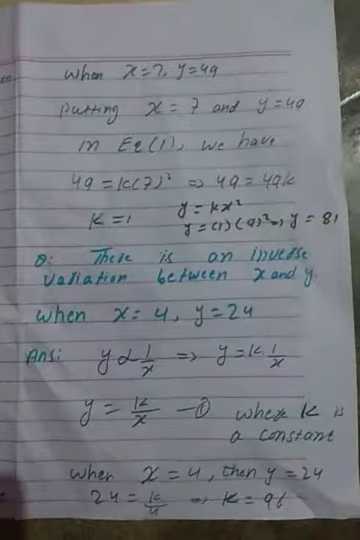 when x=7, y=49
putting x = 7 and y=49
in Eq(1), we have
49=K(7)² => 49=49k
K=1 y=kx²
y=(1)(9)²=> y = 81
Q: There is an inverse
variation between x and y.
when x=4, y=24
Ans: y∝1/x => y=k.1/x
y = k/x —① where K is
a constant
when x=4, then y=24
24=k/4 => K=96